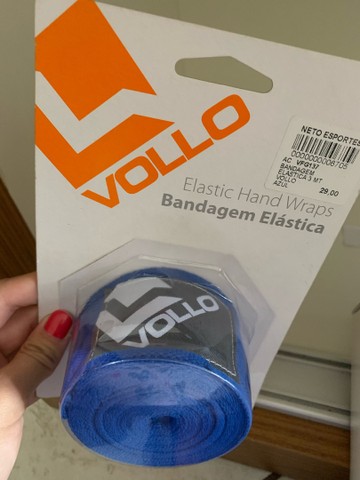 VOLLO
Elastic Hand Wraps
Bandagem Elástica
NETO ESPORTES
0000000006705
AC. VFG137
BANDAGEM
ELASTICA 3 MT
VOLLO
AZUL 29,00
VOLLO